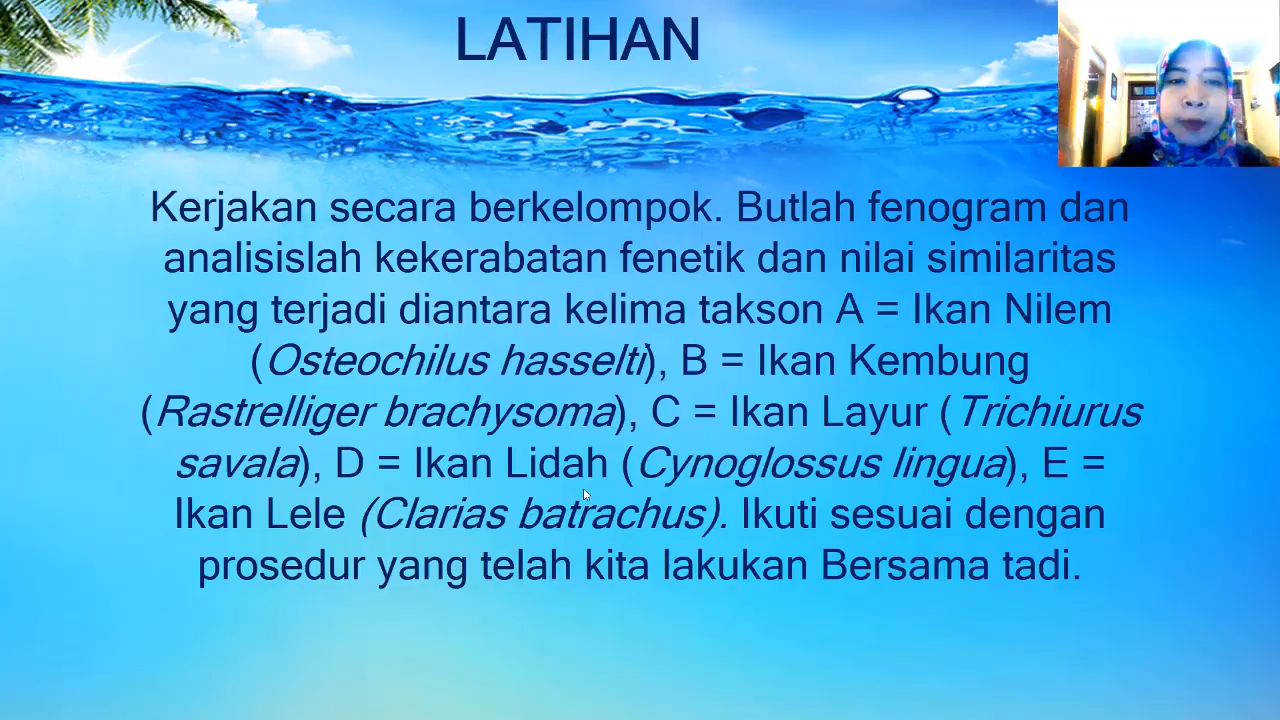 LATIHAN
Kerjakan secara berkelompok. Butlah fenogram dan
analisislah kekerabatan fenetik dan nilai similaritas
yang terjadi diantara kelima takson A = Ikan Nilem
(Osteochilus hasselti), B = Ikan Kembung
(Rastrelliger brachysoma), C = Ikan Layur (Trichiurus
savala), D = Ikan Lidah (Cynoglossus lingua), E =
Ikan Lele (Clarias batrachus). Ikuti sesuai dengan
prosedur yang telah kita lakukan Bersama tadi.